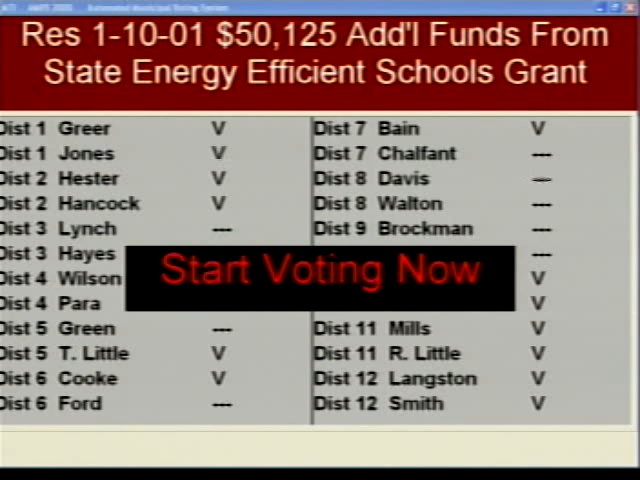 Automated Municipal Voting System
Res 1-10-01 $50,125 Add'l Funds From
State Energy Efficient Schools Grant
Dist 1 Greer V Dist 7 Bain V
Dist 1 Jones V Dist 7 Chalfant ---
Dist 2 Hester V Dist 8 Davis ---
Dist 2 Hancock V Dist 8 Walton ---
Dist 3 Lynch --- Dist 9 Brockman ---
Dist 3 Hayes ---
Dist 4 Wilson V
Start Voting Now
Dist 4 Para V
Dist 5 Green --- Dist 11 Mills V
Dist 5 T. Little V Dist 11 R. Little V
Dist 6 Cooke V Dist 12 Langston V
Dist 6 Ford --- Dist 12 Smith V